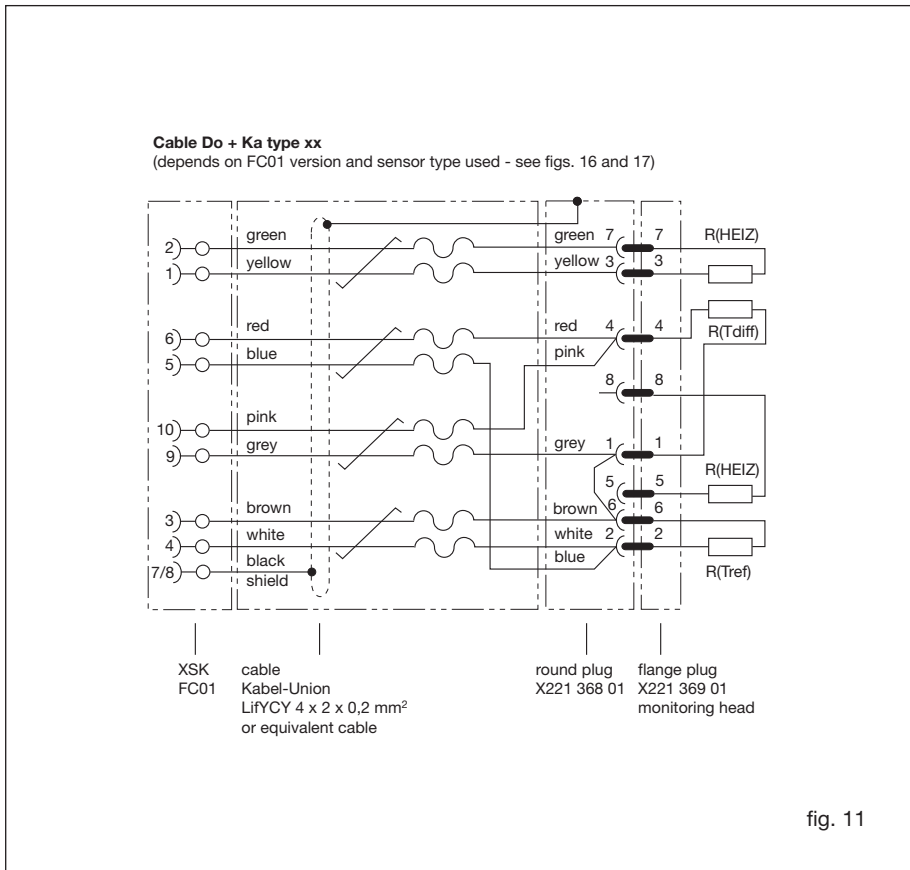 Cable Do + Ka type xx
(depends on FC01 version and sensor type used - see figs. 16 and 17)
2 green green 7 7 R(HEIZ)
1 yellow yellow 3 3
6 red red 4 4 R(Tdiff)
5 blue pink
8 8
10 pink
9 grey grey 1 1
5 5 R(HEIZ)
3 brown brown 6 6
4 white white 2 2
7/8 black blue R(Tref)
shield
XSK cable round plug flange plug
FC01 Kabel-Union X221 368 01 X221 369 01
LifYCY 4 x 2 x 0,2 mm² monitoring head
or equivalent cable
fig. 11